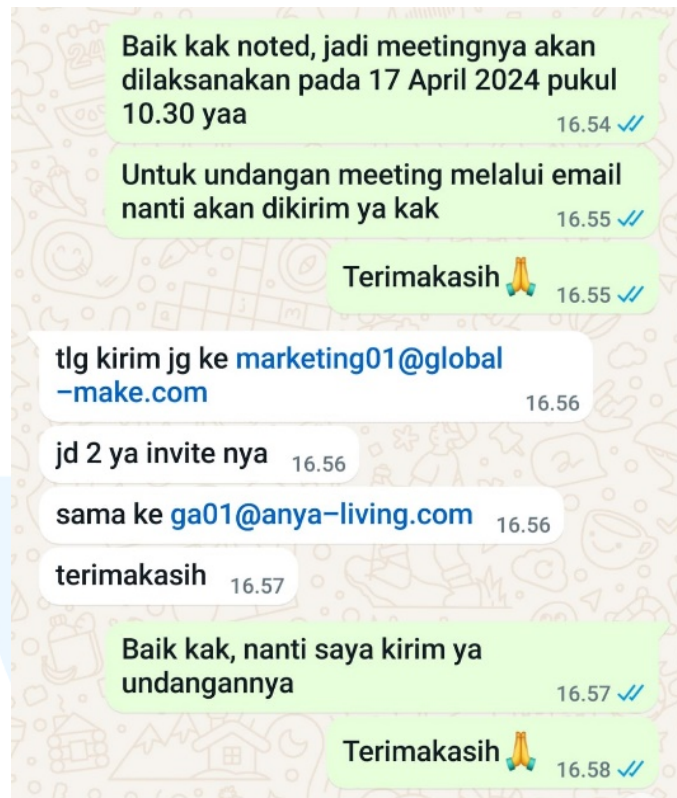 Baik kak noted, jadi meetingnya akan
dilaksanakan pada 17 April 2024 pukul
10.30 yaa
16.54
Untuk undangan meeting melalui email
nanti akan dikirim ya kak
16.55
Terimakasih🙏 16.55
tlg kirim jg ke marketing01@global
-make.com
16.56
jd 2 ya invite nya 16.56
sama ke ga01@anya-living.com 16.56
terimakasih 16.57
Baik kak, nanti saya kirim ya
undangannya
16.57
Terimakasih🙏 16.58